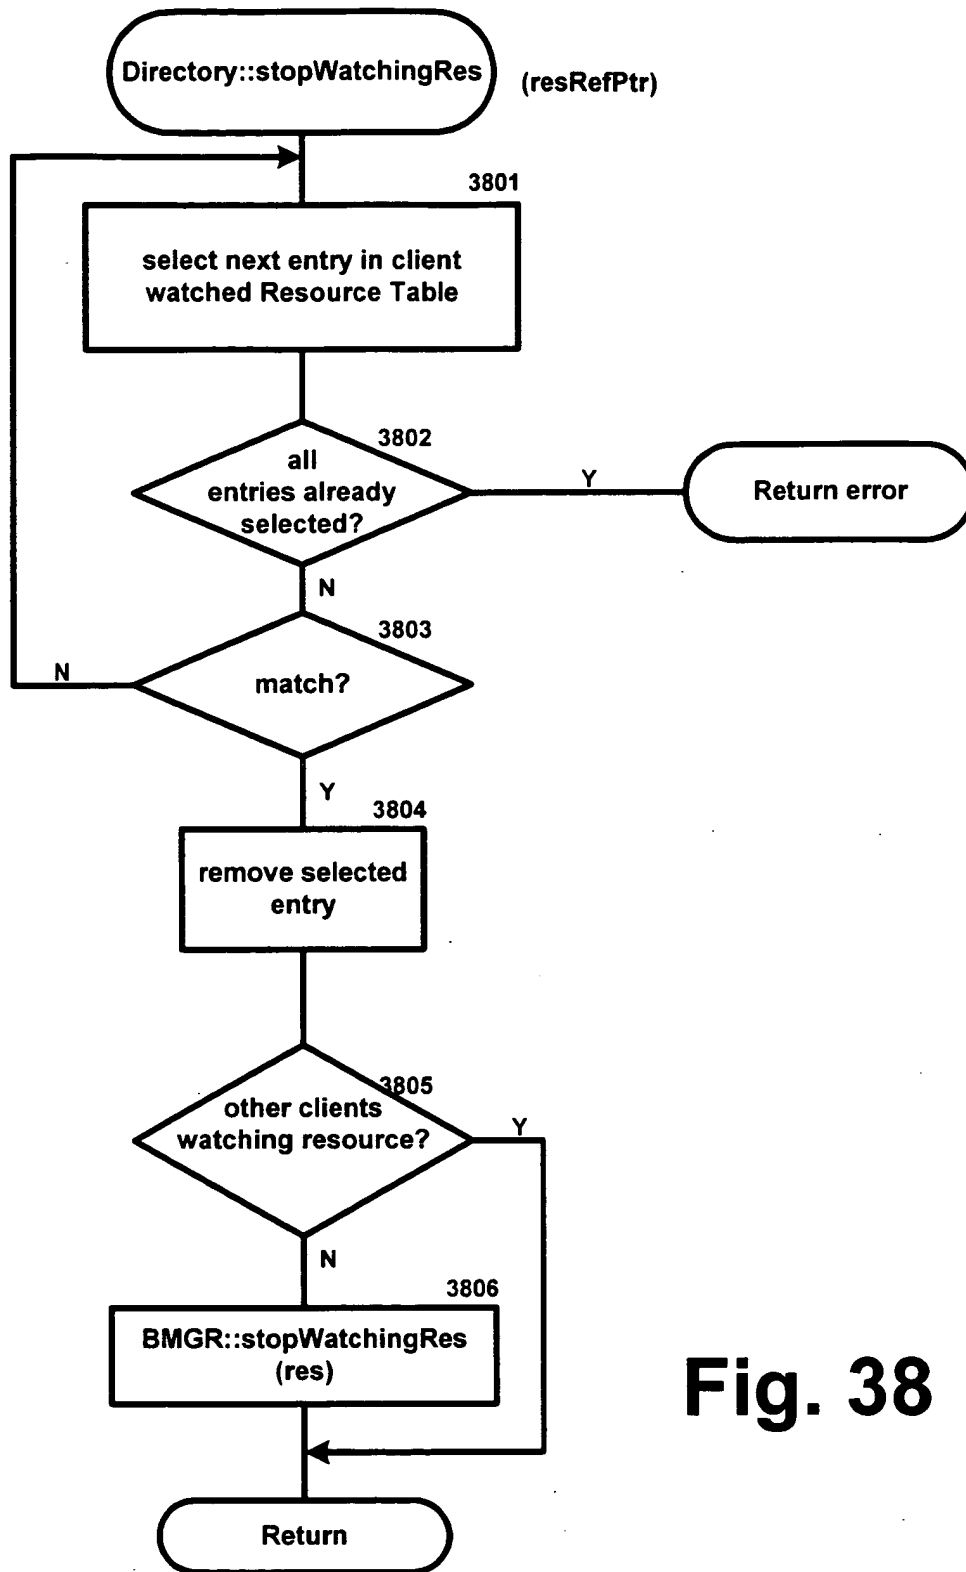 Directory::stopWatchingRes
(resRefPtr)
3801
select next entry in client
watched Resource Table
3802
all
entries already
selected?
Y
Return error
N
3803
match?
N
Y
3804
remove selected
entry
3805
other clients
watching resource?
Y
N
3806
BMGR::stopWatchingRes
(res)
Fig. 38
Return